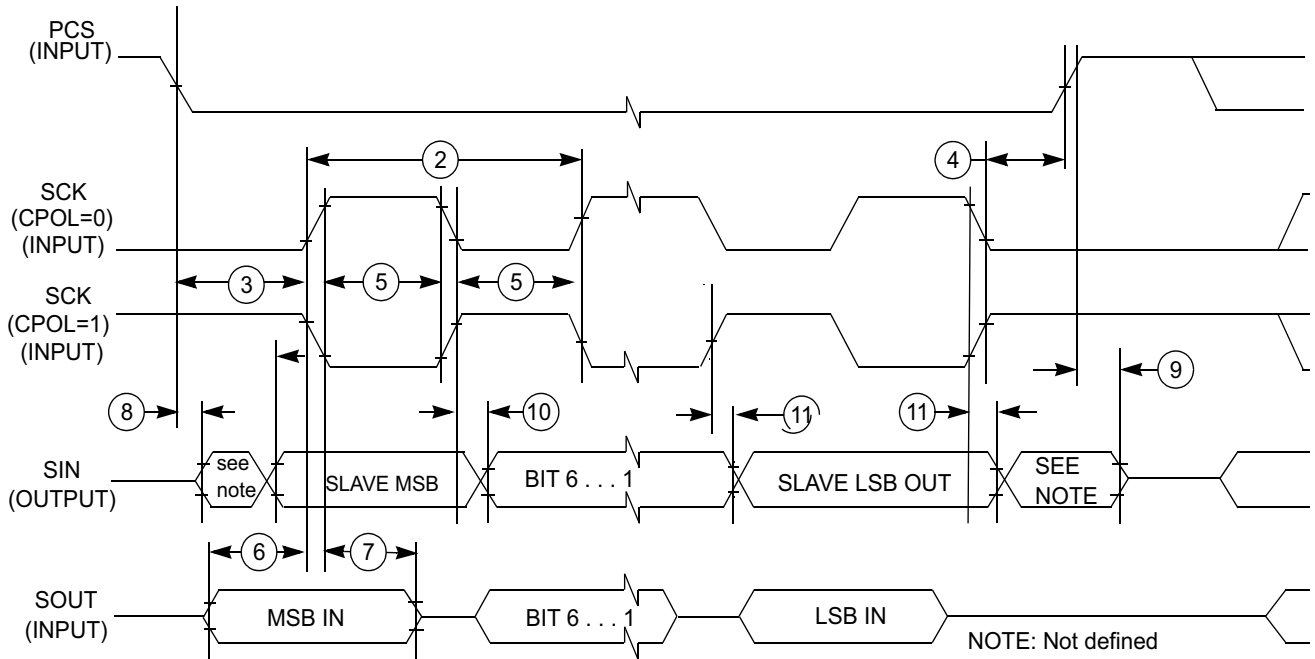 PCS
(INPUT)
2
4
SCK
(CPOL=0)
(INPUT)
3
5
5
SCK
(CPOL=1)
(INPUT)
9
8
10
11
11
SIN
(OUTPUT)
see
note
SLAVE MSB
BIT 6 . . . 1
SLAVE LSB OUT
SEE
NOTE
6
7
SOUT
(INPUT)
MSB IN
BIT 6 . . . 1
LSB IN
NOTE: Not defined